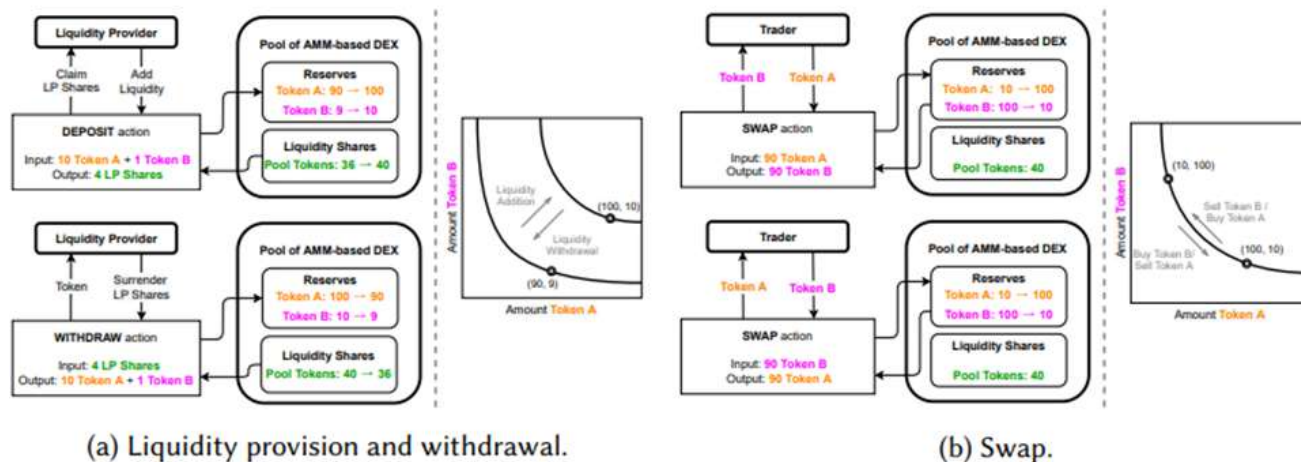 Liquidity Provider
Claim
LP Shares
Add
Liquidity
DEPOSIT action
Input: 10 Token A + 1 Token B
Output: 4 LP Shares
Pool of AMM-based DEX
Reserves
Token A: 90 → 100
Token B: 9 → 10
Liquidity Shares
Pool Tokens: 36 → 40
Liquidity Provider
Token
Surrender
LP Shares
WITHDRAW action
Input: 4 LP Shares
Output: 10 Token A + 1 Token B
Pool of AMM-based DEX
Reserves
Token A: 100 → 90
Token B: 10 → 9
Liquidity Shares
Pool Tokens: 40 → 36
Amount Token B
Liquidity
Addition
(100, 10)
Liquidity
Withdrawal
(90, 9)
Amount Token A
(a) Liquidity provision and withdrawal.
Trader
Token B
Token A
SWAP action
Input: 90 Token A
Output: 90 Token B
Pool of AMM-based DEX
Reserves
Token A: 10 → 100
Token B: 100 → 10
Liquidity Shares
Pool Tokens: 40
Trader
Token A
Token B
SWAP action
Input: 90 Token B
Output: 90 Token A
Pool of AMM-based DEX
Reserves
Token A: 10 → 100
Token B: 100 → 10
Liquidity Shares
Pool Tokens: 40
Amount Token B
(10, 100)
Sell Token B /
Buy Token A
(100, 10)
Buy Token B/
Sell Token A
Amount Token A
(b) Swap.